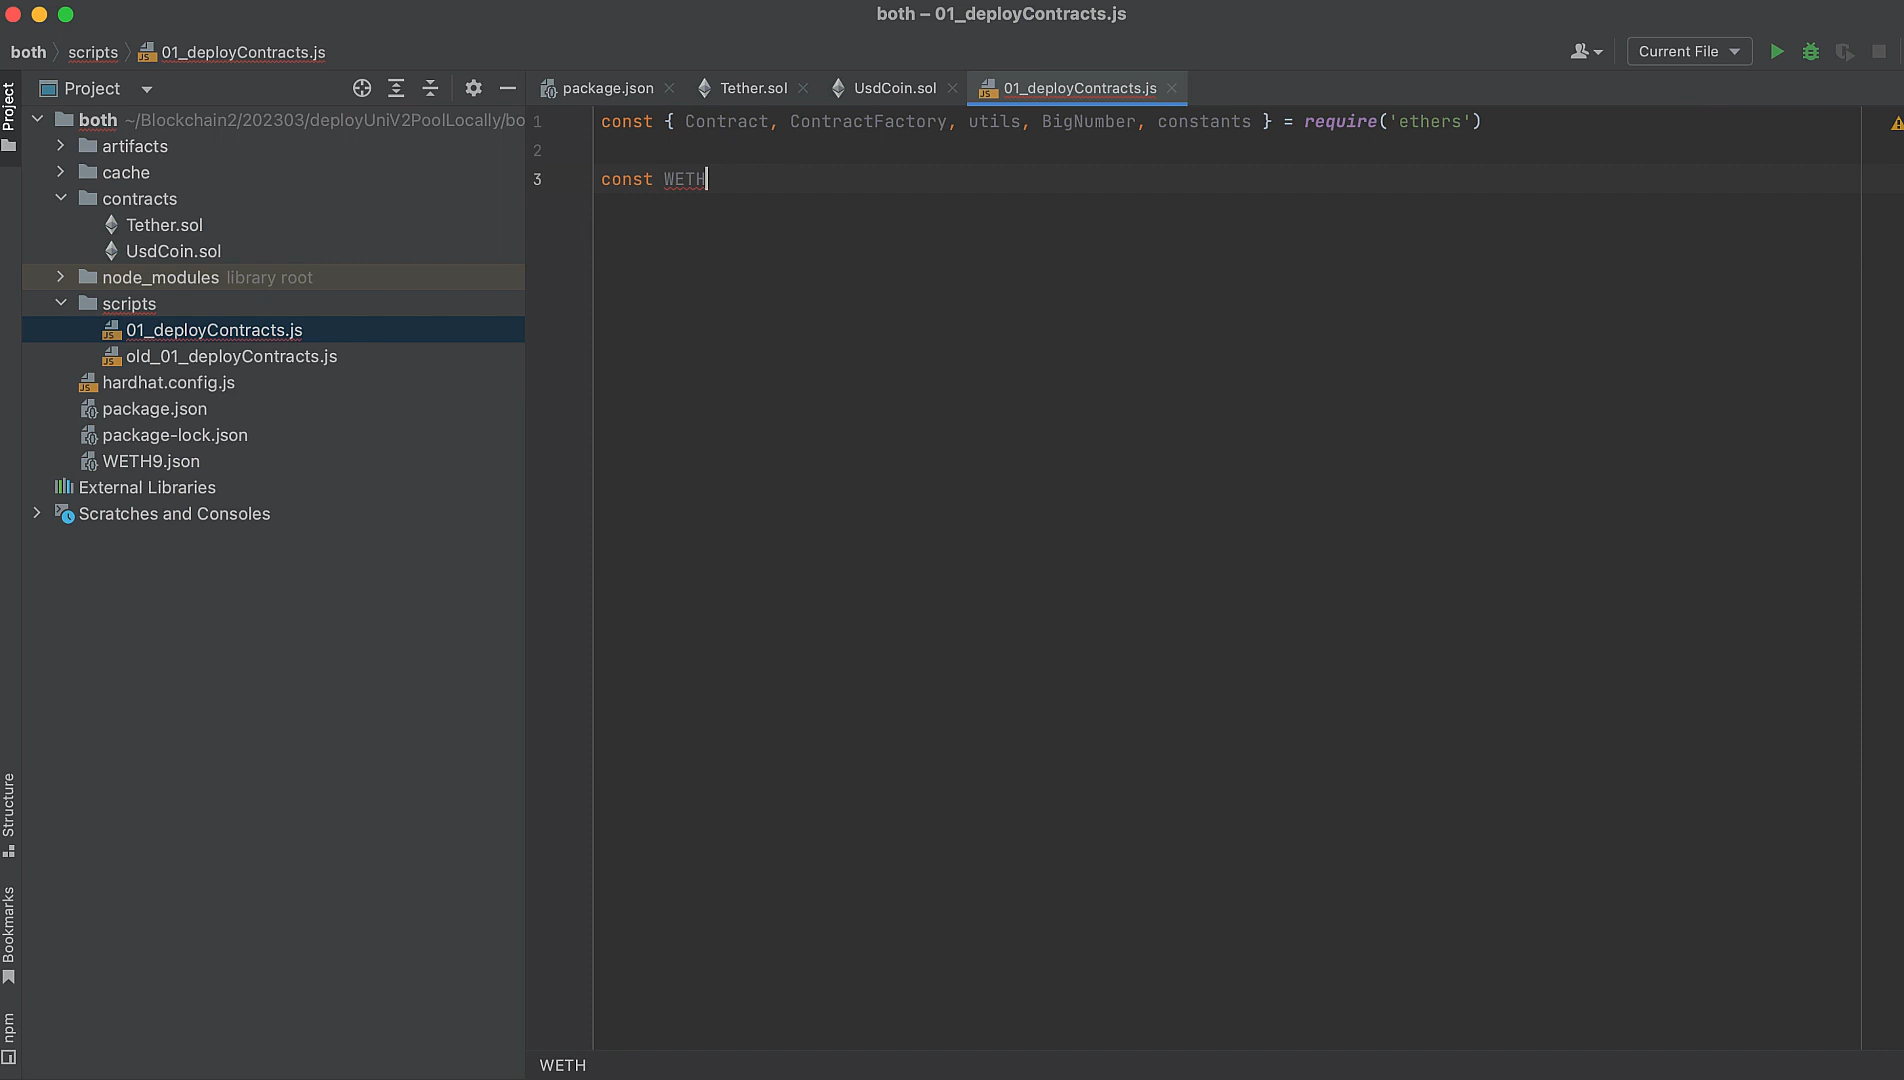 both – 01_deployContracts.js
both scripts 01_deployContracts.js
Current File
Project
package.json
Tether.sol
UsdCoin.sol
01_deployContracts.js
Project
both ~/Blockchain2/202303/deployUniV2PoolLocally/bo
artifacts
cache
contracts
Tether.sol
UsdCoin.sol
node_modules library root
scripts
01_deployContracts.js
old_01_deployContracts.js
hardhat.config.js
package.json
package-lock.json
WETH9.json
External Libraries
Scratches and Consoles
Structure
Bookmarks
npm
1 const { Contract, ContractFactory, utils, BigNumber, constants } = require('ethers')
2
3 const WETH
WETH